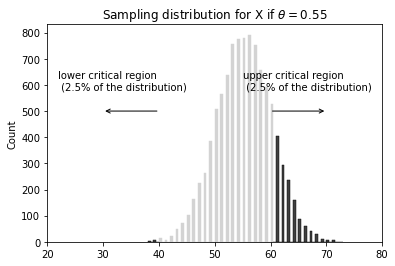 Sampling distribution for X if θ = 0.55
800
700
600
500
400
300
200
100
0
Count
lower critical region
(2.5% of the distribution)
upper critical region
(2.5% of the distribution)
20 30 40 50 60 70 80